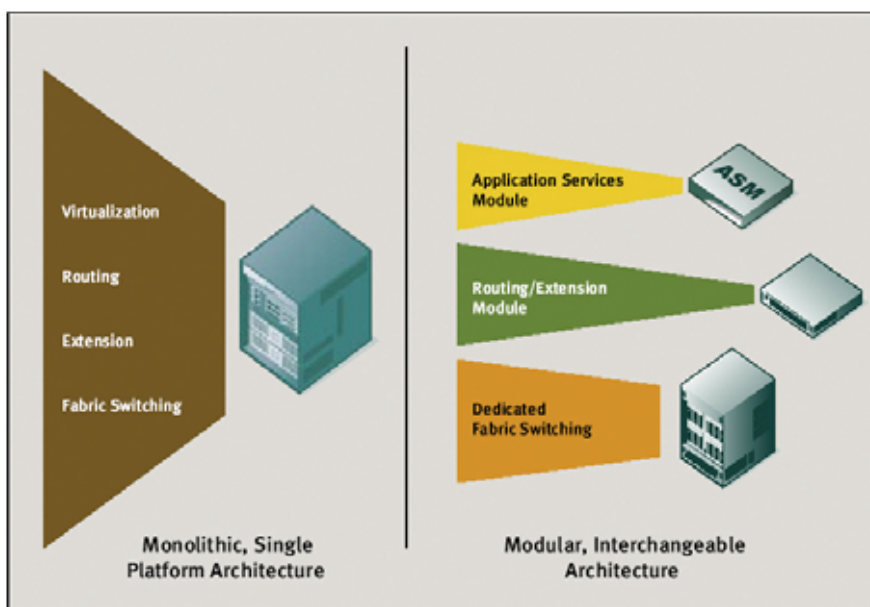 Virtualization
Routing
Extension
Fabric Switching
Monolithic, Single
Platform Architecture
Application Services
Module
ASM
Routing/Extension
Module
Dedicated
Fabric Switching
Modular, Interchangeable
Architecture